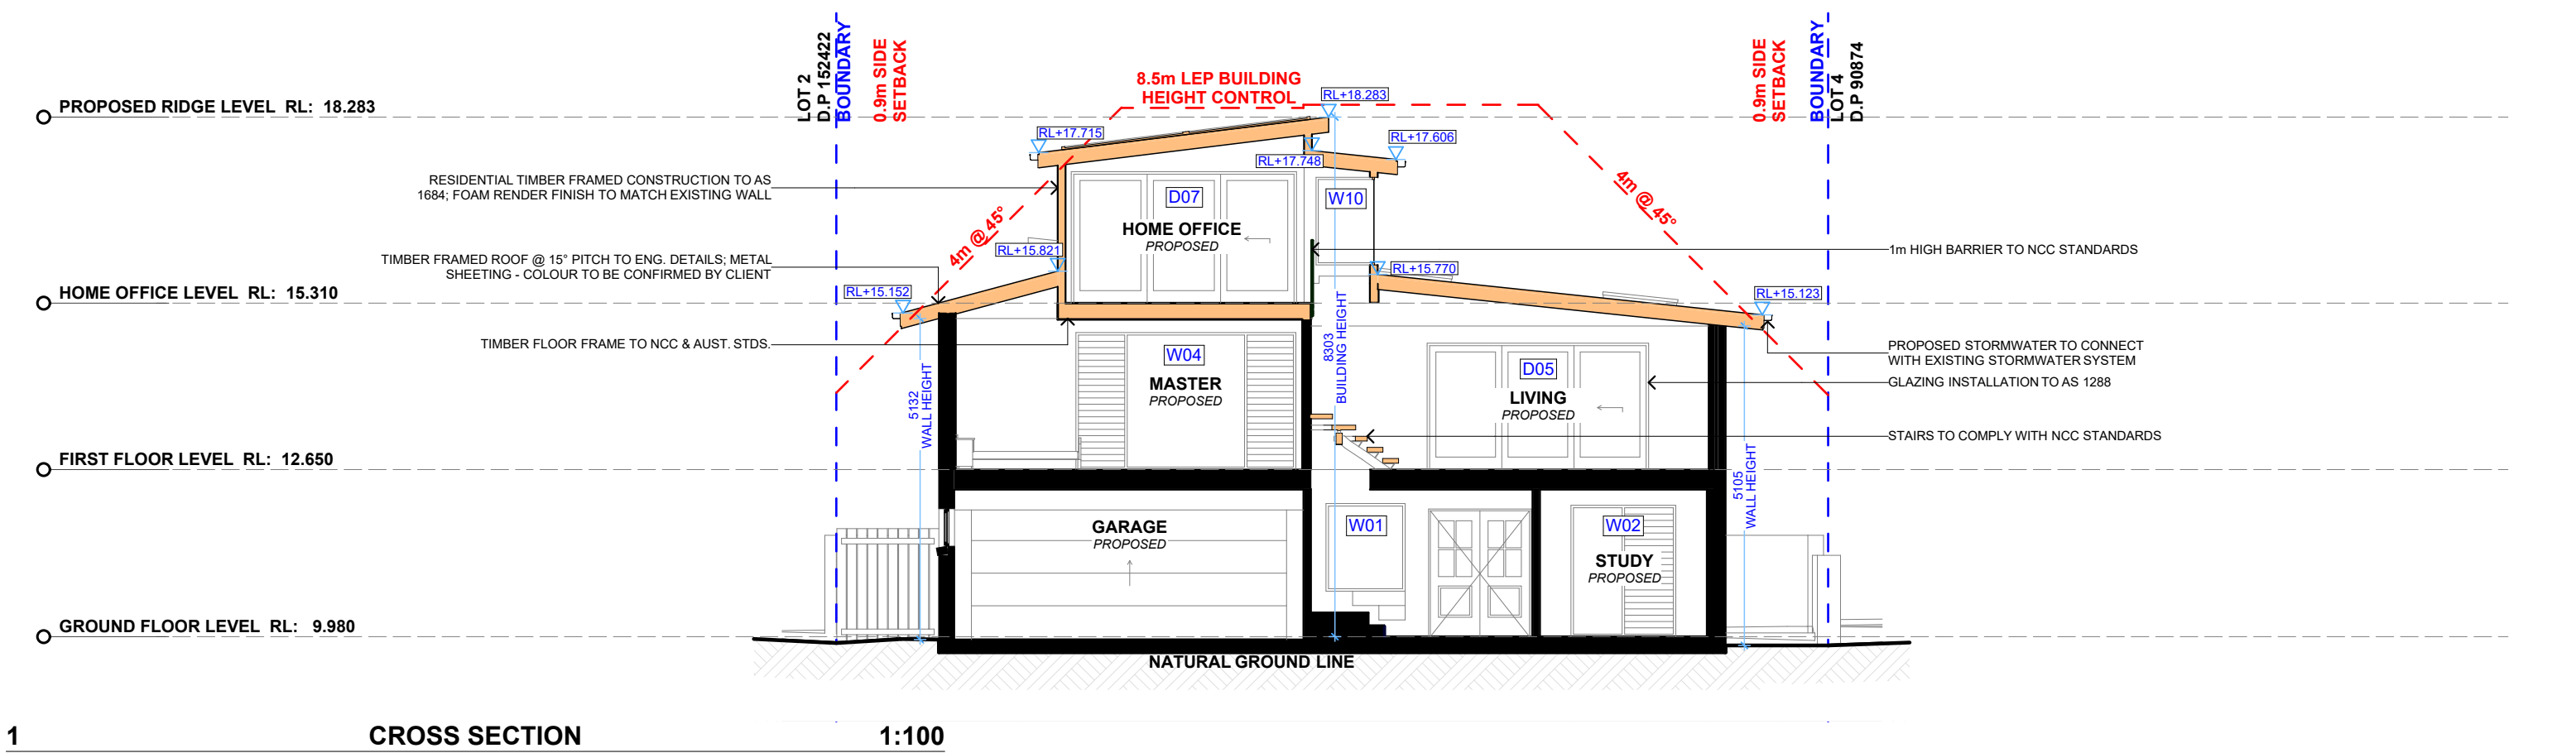 LOT 2
D.P 1524422
BOUNDARY
0.9m SIDE
SETBACK
8.5m LEP BUILDING
HEIGHT CONTROL
0.9m SIDE
SETBACK
BOUNDARY
LOT 4
D.P 90874
PROPOSED RIDGE LEVEL RL: 18.283
RL+18.283
RL+17.715
RL+17.748
RL+17.606
RESIDENTIAL TIMBER FRAMED CONSTRUCTION TO AS
1684; FOAM RENDER FINISH TO MATCH EXISTING WALL
D07
HOME OFFICE
PROPOSED
W10
4m @ 45°
4m @ 45°
RL+15.821
RL+15.770
1m HIGH BARRIER TO NCC STANDARDS
TIMBER FRAMED ROOF @ 15° PITCH TO ENG. DETAILS; METAL
SHEETING - COLOUR TO BE CONFIRMED BY CLIENT
HOME OFFICE LEVEL RL: 15.310
RL+15.152
RL+15.123
TIMBER FLOOR FRAME TO NCC & AUST. STDS.
W04
MASTER
PROPOSED
8303
BUILDING HEIGHT
D05
LIVING
PROPOSED
PROPOSED STORMWATER TO CONNECT
WITH EXISTING STORMWATER SYSTEM
GLAZING INSTALLATION TO AS 1288
STAIRS TO COMPLY WITH NCC STANDARDS
5132
WALL HEIGHT
5105
WALL HEIGHT
FIRST FLOOR LEVEL RL: 12.650
GARAGE
PROPOSED
W01
W02
STUDY
PROPOSED
GROUND FLOOR LEVEL RL: 9.980
NATURAL GROUND LINE
1 CROSS SECTION 1:100